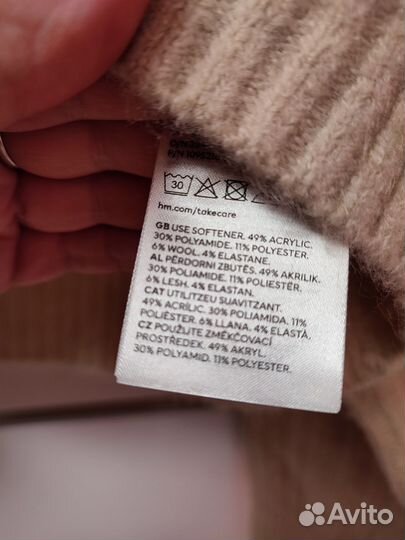 30
hm.com/takecare
GB USE SOFTENER. 49% ACRYLIC.
30% POLYAMIDE. 11% POLYESTER.
6% WOOL. 4% ELASTANE.
AL PËRDORNI ZBUTËS. 49% AKRILIK.
30% POLIAMIDE. 11% POLIESTËR.
6% LESH. 4% ELASTAN.
CAT UTILITZEU SUAVITZANT.
49% ACRÍLIC. 30% POLIAMIDA. 11%
POLIÈSTER. 6% LLANA. 4% ELASTÀ.
CZ POUŽIJTE ZMĚKČOVACÍ
PROSTŘEDEK. 49% AKRYL.
30% POLYAMID. 11% POLYESTER.
Avito